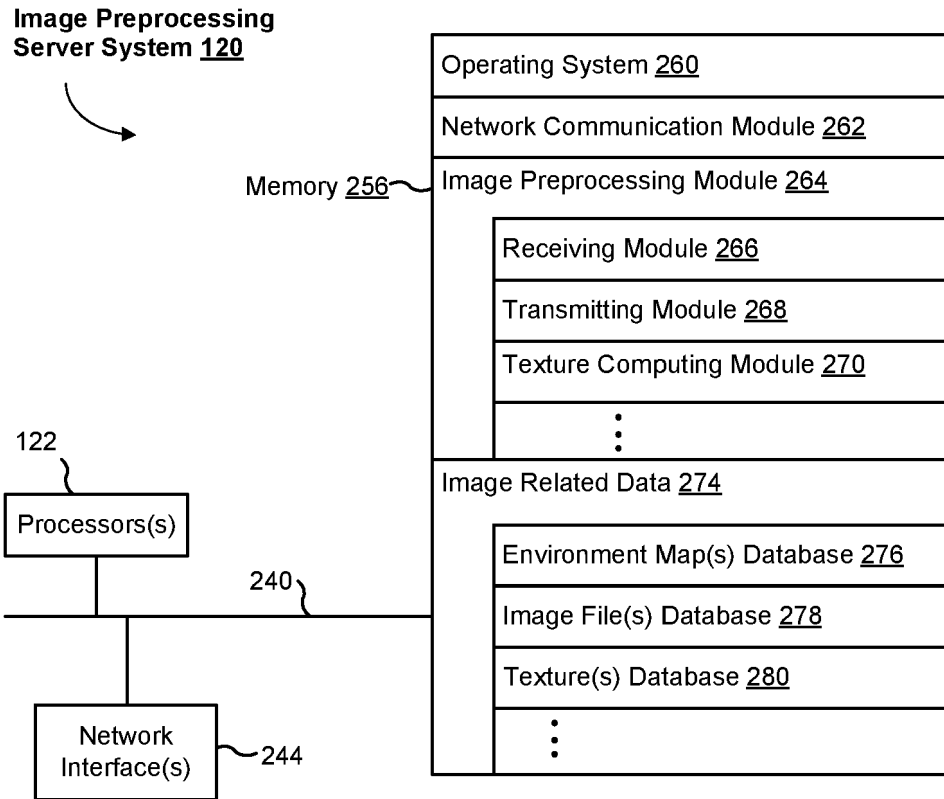 Image Preprocessing
Server System 120
Operating System 260
Network Communication Module 262
Memory 256
Image Preprocessing Module 264
Receiving Module 266
Transmitting Module 268
Texture Computing Module 270
122
Processors(s)
Image Related Data 274
Environment Map(s) Database 276
240
Image File(s) Database 278
Texture(s) Database 280
Network
Interface(s)
244